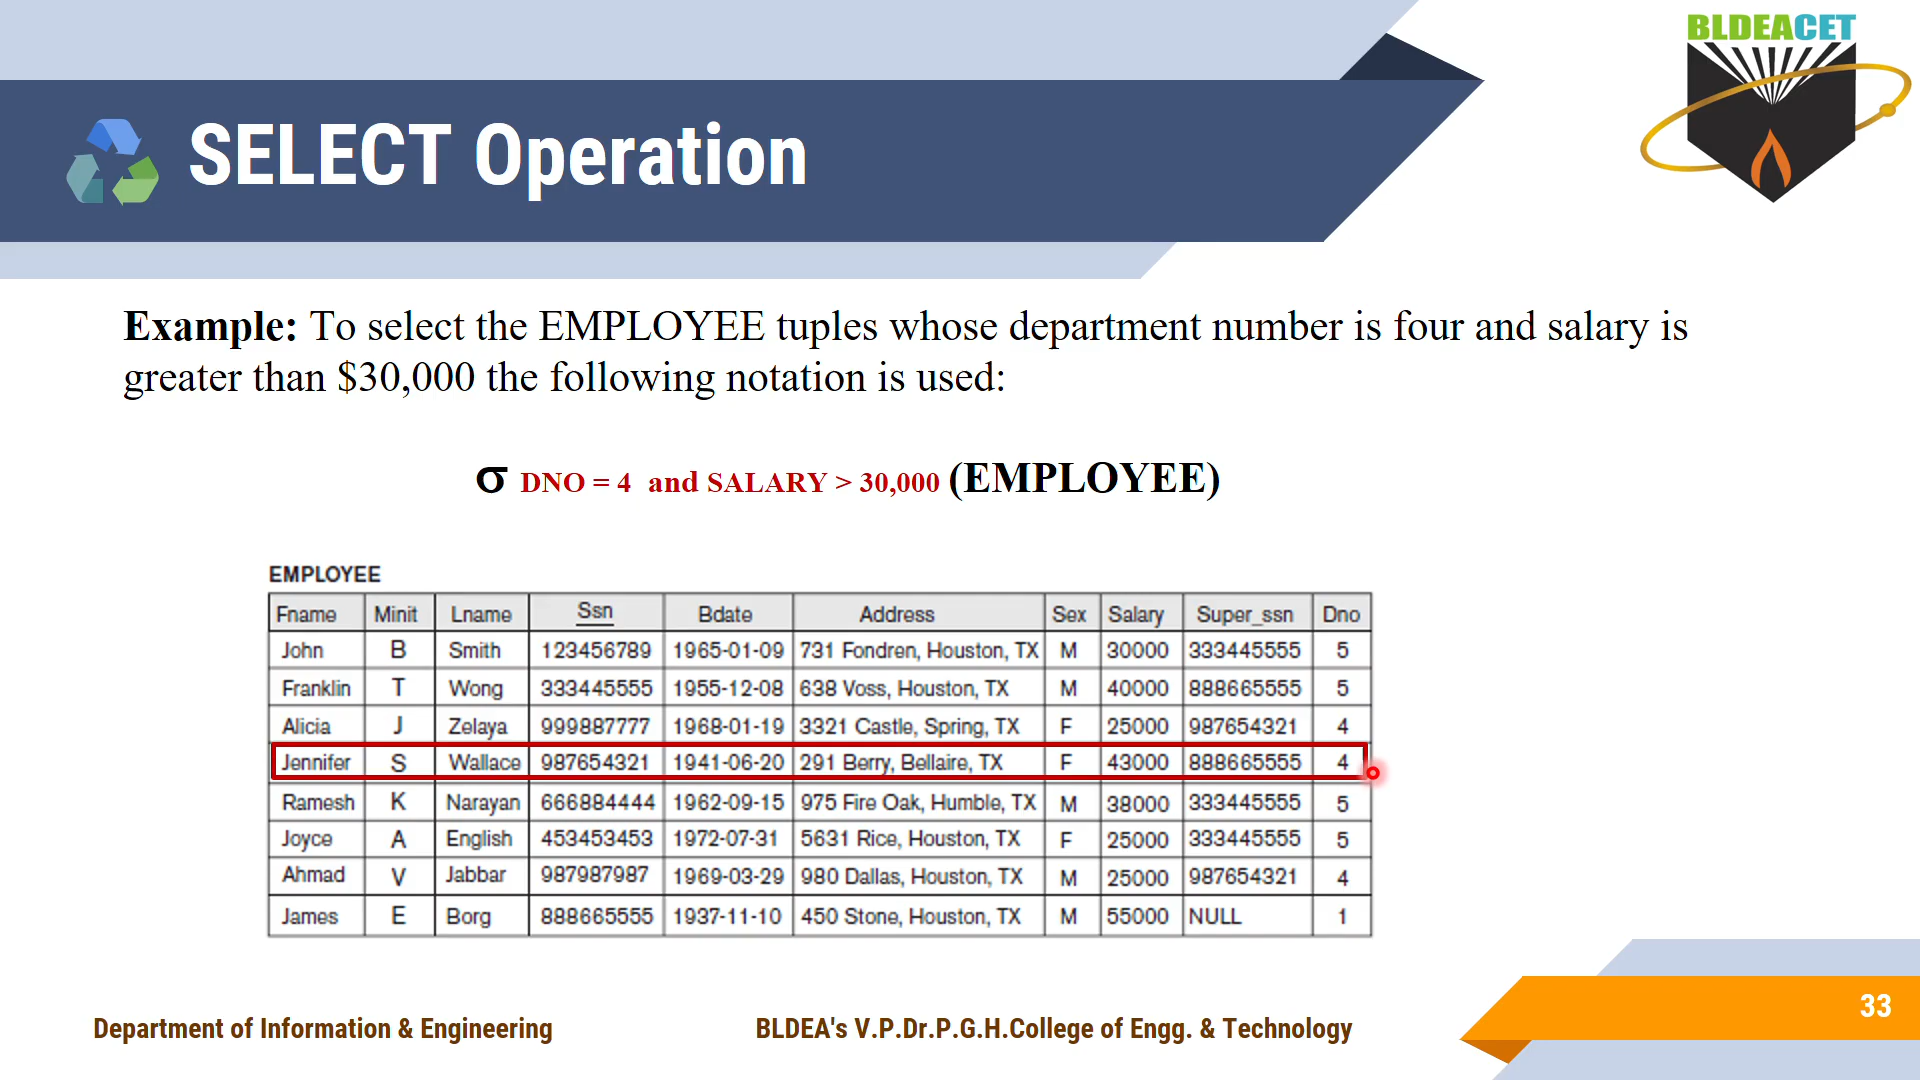 BLDEACET
SELECT Operation
Example: To select the EMPLOYEE tuples whose department number is four and salary is
greater than $30,000 the following notation is used:
σ DNO = 4 and SALARY > 30,000 (EMPLOYEE)
EMPLOYEE
Fname Minit Lname Ssn Bdate Address Sex Salary Super_ssn Dno
John B Smith 123456789 1965-01-09 731 Fondren, Houston, TX M 30000 333445555 5
Franklin T Wong 333445555 1955-12-08 638 Voss, Houston, TX M 40000 888665555 5
Alicia J Zelaya 999887777 1968-01-19 3321 Castle, Spring, TX F 25000 987654321 4
Jennifer S Wallace 987654321 1941-06-20 291 Berry, Bellaire, TX F 43000 888665555 4
Ramesh K Narayan 666884444 1962-09-15 975 Fire Oak, Humble, TX M 38000 333445555 5
Joyce A English 453453453 1972-07-31 5631 Rice, Houston, TX F 25000 333445555 5
Ahmad V Jabbar 987987987 1969-03-29 980 Dallas, Houston, TX M 25000 987654321 4
James E Borg 888665555 1937-11-10 450 Stone, Houston, TX M 55000 NULL 1
33
Department of Information & Engineering
BLDEA's V.P.Dr.P.G.H.College of Engg. & Technology